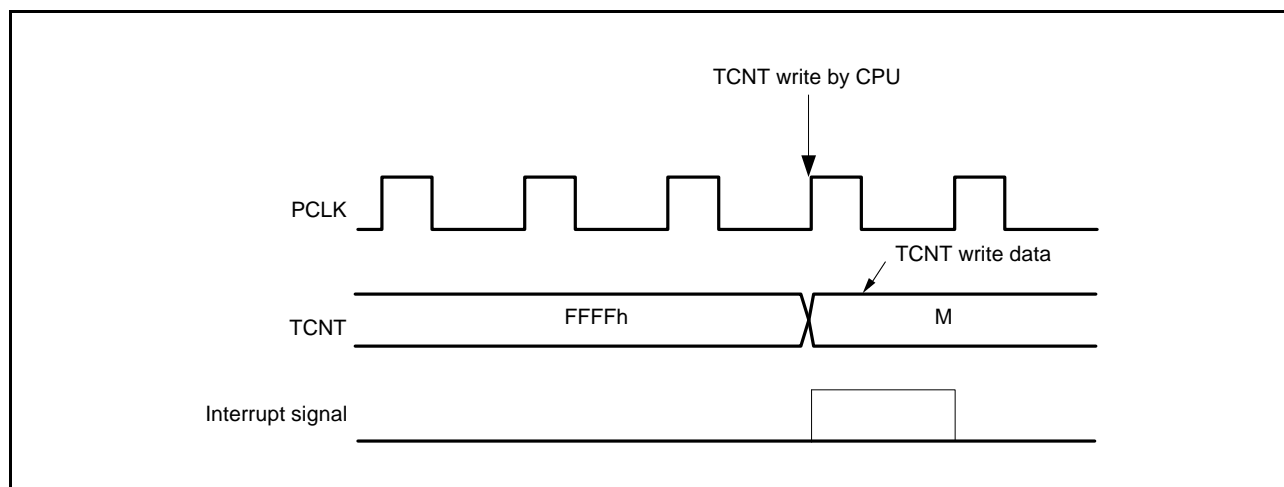 TCNT write by CPU
PCLK
TCNT write data
TCNT
FFFFh
M
Interrupt signal